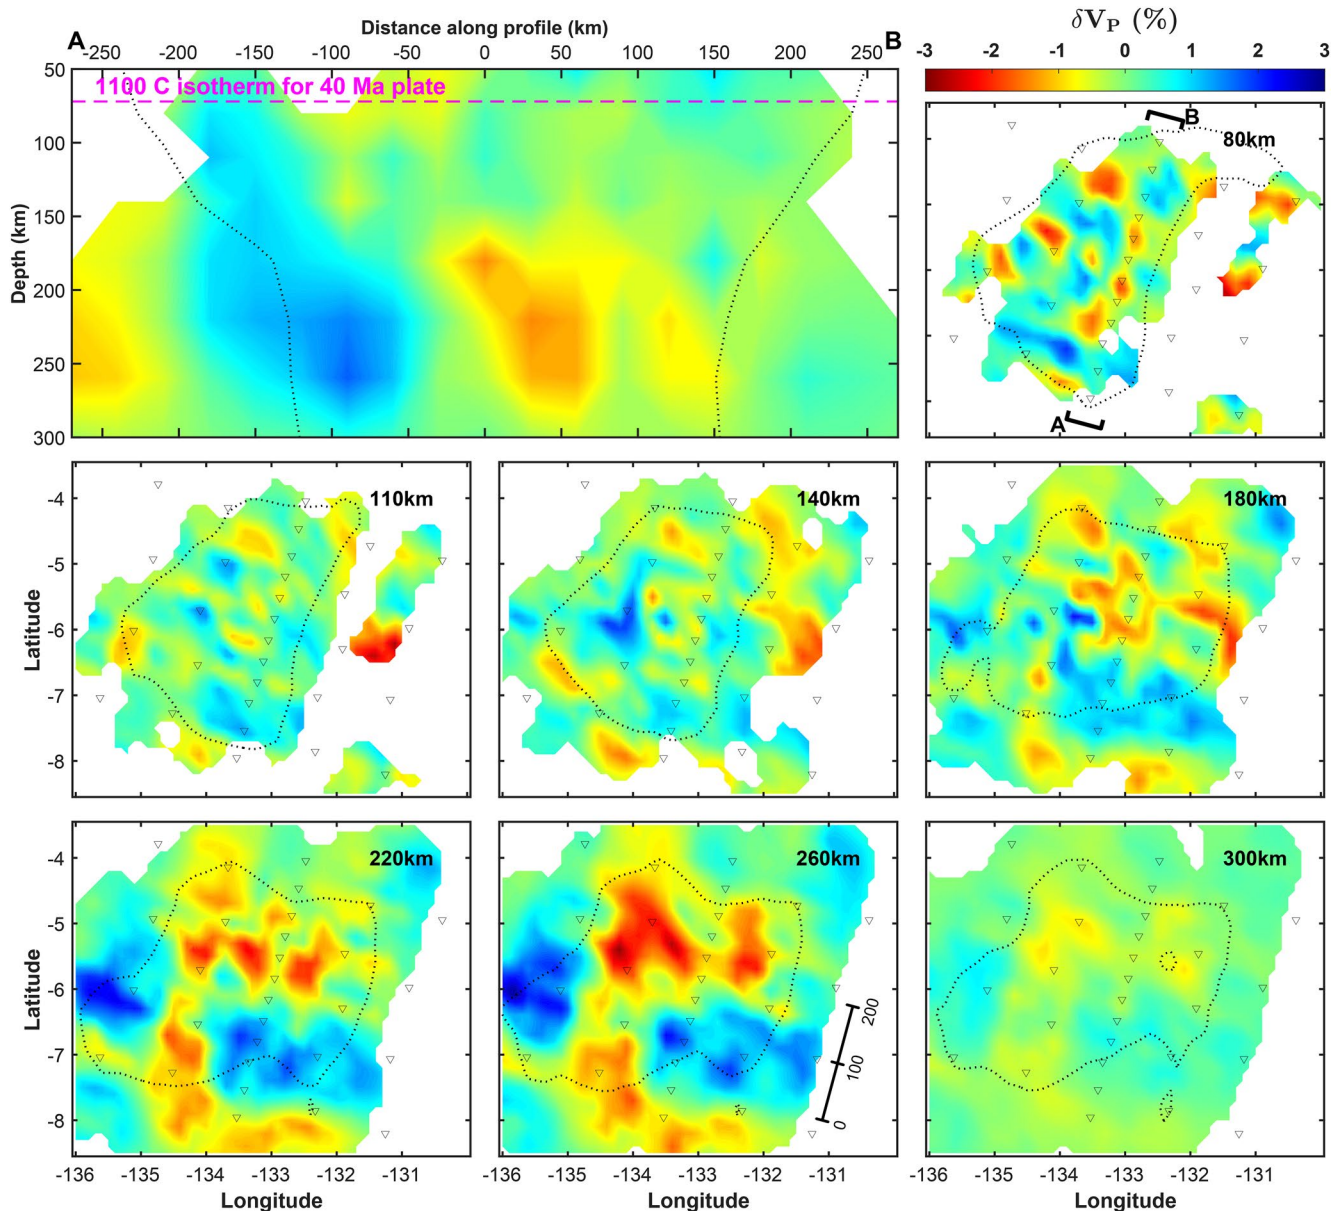 Distance along profile (km)
A
B
-250 -200 -150 -100 -50 0 50 100 150 200 250
1100 C isotherm for 40 Ma plate
50
100
150
200
250
300
Depth (km)
δVP (%)
-3 -2 -1 0 1 2 3
B
80km
A
-4
-5
-6
-7
-8
Latitude
110km
140km
180km
-4
-5
-6
-7
-8
Latitude
220km
260km
300km
200
100
0
-136 -135 -134 -133 -132 -131
Longitude
-136 -135 -134 -133 -132 -131
Longitude
-136 -135 -134 -133 -132 -131
Longitude